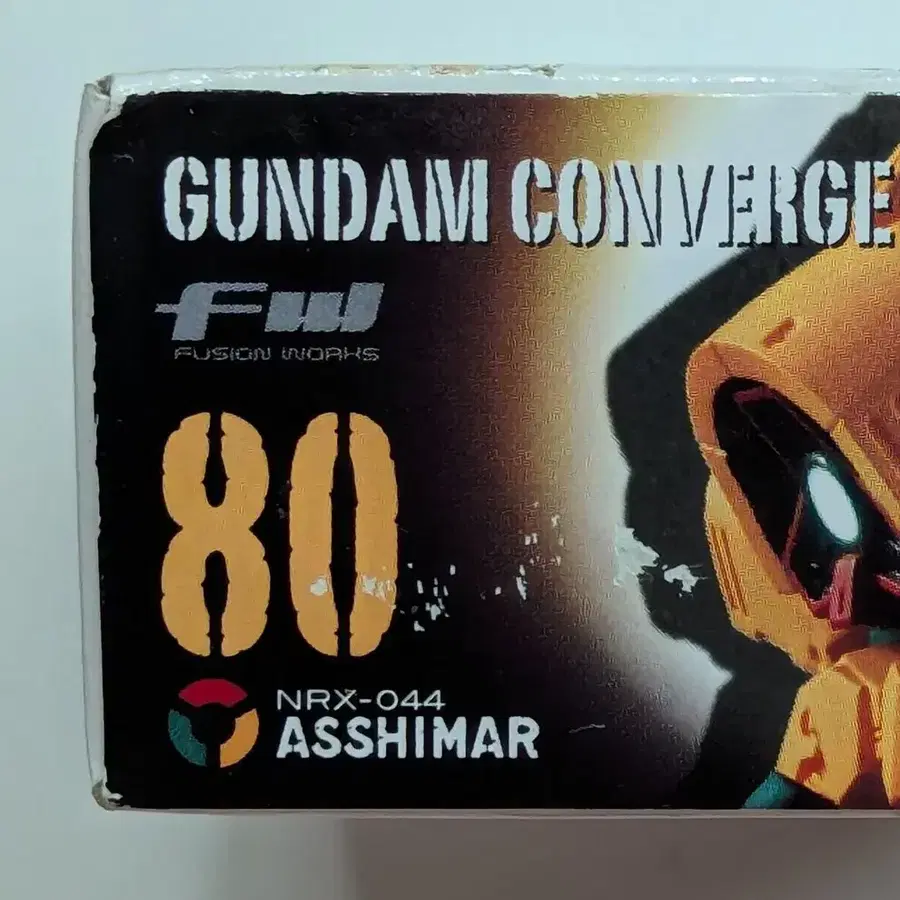 GUNDAM CONVERGE
FW
FUSION WORKS
80
NRX-044
ASSHIMAR